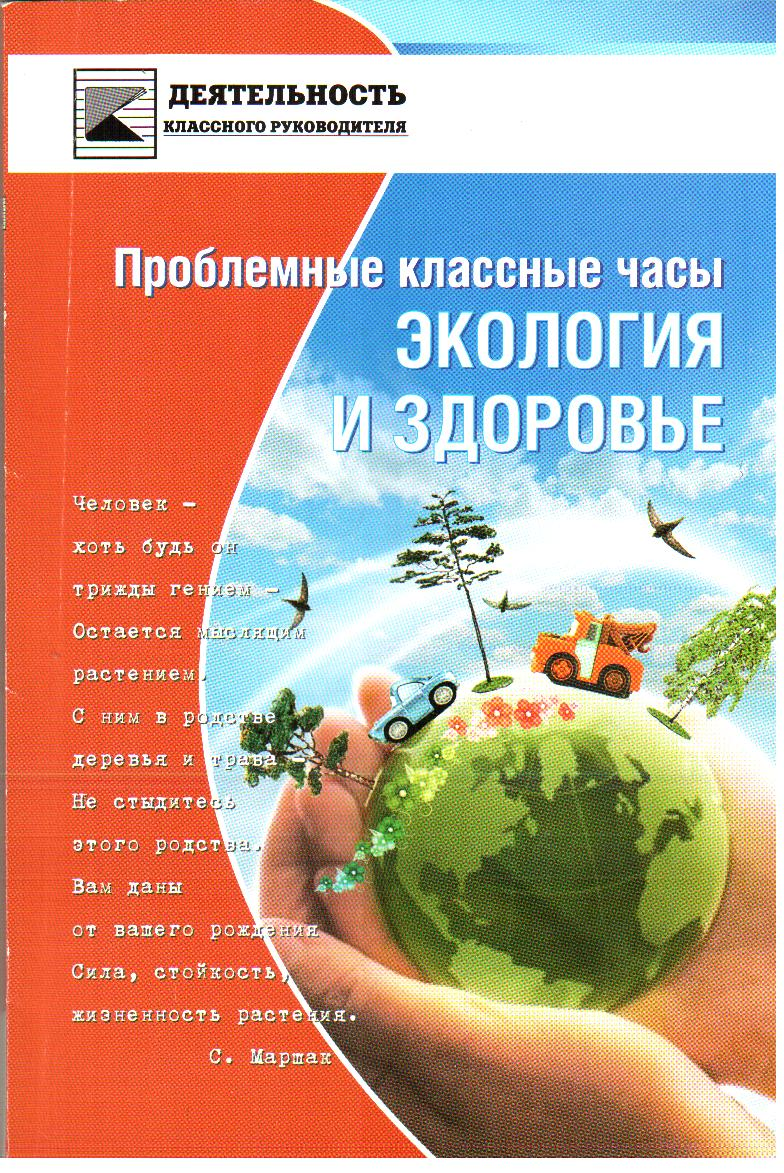 ДЕЯТЕЛЬНОСТЬ
КЛАССНОГО РУКОВОДИТЕЛЯ
Проблемные классные часы
ЭКОЛОГИЯ
И ЗДОРОВЬЕ
Человек –
хоть будь он
трижды гением –
Остается мыслящим
растением.
С ним в родстве
деревья и трава –
Не стыдитесь
этого родства.
Вам даны
от вашего рождения
Сила, стойкость,
жизненность растения.
С. Маршак